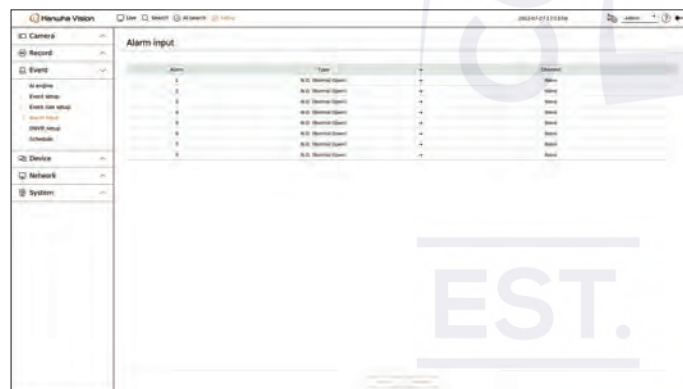 Hanwha Vision
Live Search AI search Setup
admin
Camera
Record
Event
AI engine
Event setup
Event rule setup
Alarm input
DNVR setup
Schedule
Device
Network
System
Alarm input
Alarm Type Channel
1 N.O. (Normal Open) None
2 N.O. (Normal Open) None
3 N.O. (Normal Open) None
4 N.O. (Normal Open) None
5 N.O. (Normal Open) None
6 N.O. (Normal Open) None
7 N.O. (Normal Open) None
8 N.O. (Normal Open) None
EST.